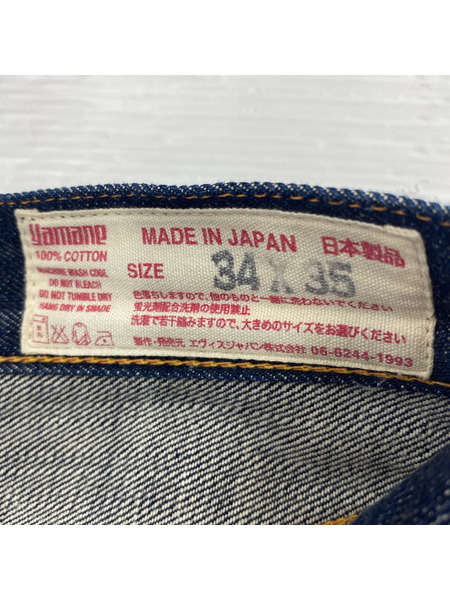 Yamane
100% COTTON
MACHINE WASH COOL
DO NOT BLEACH
DO NOT TUMBLE DRY
HANG DRY IN SHADE
MADE IN JAPAN 日本製品
SIZE 34 X 35
色落ちしますので、他のものと一緒に洗わないでください
蛍光剤配合洗剤の使用禁止
洗濯で若干縮みますので、大きめのサイズをお選びください
製作・発売元 エヴィスジャパン株式会社 06-6244-1993